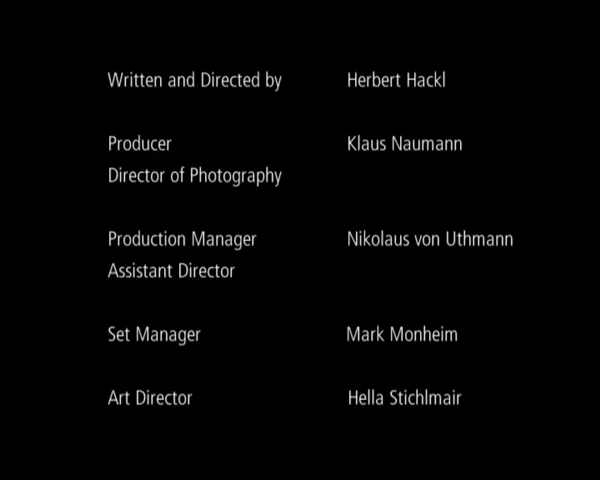 Written and Directed by Herbert Hackl
Producer Klaus Naumann
Director of Photography
Production Manager Nikolaus von Uthmann
Assistant Director
Set Manager Mark Monheim
Art Director Hella Stichlmair